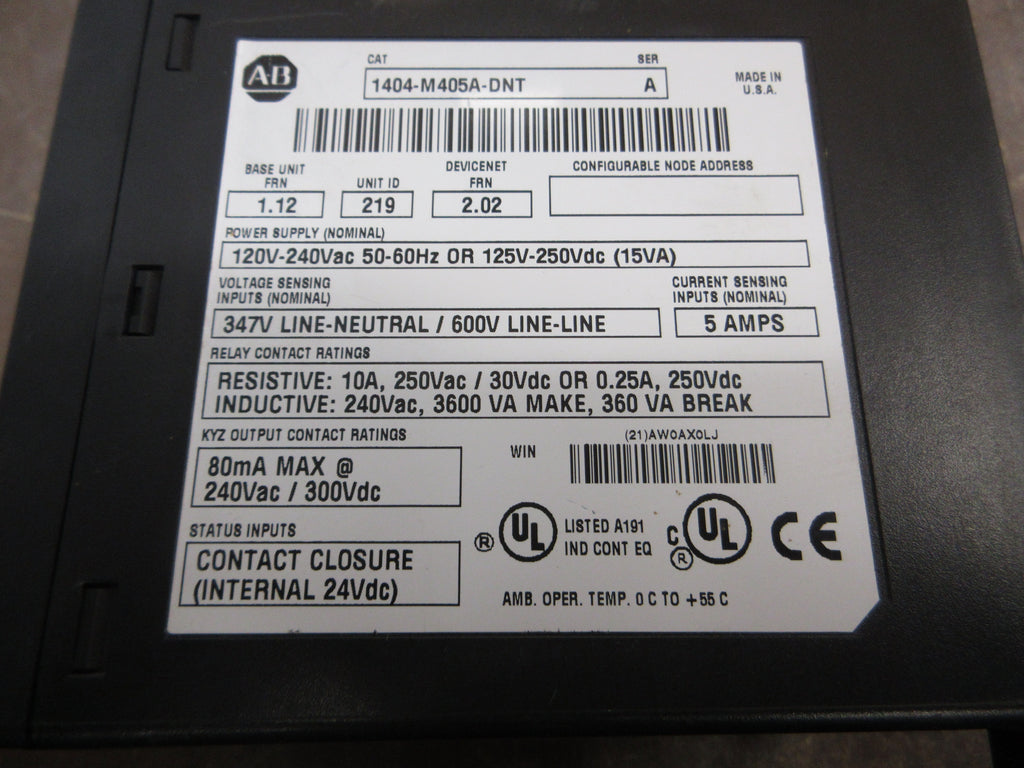 AB
CAT SER
1404-M405A-DNT A
MADE IN
U.S.A.
BASE UNIT
FRN
UNIT ID
DEVICENET
FRN
CONFIGURABLE NODE ADDRESS
1.12 219 2.02
POWER SUPPLY (NOMINAL)
120V-240Vac 50-60Hz OR 125V-250Vdc (15VA)
VOLTAGE SENSING
INPUTS (NOMINAL)
CURRENT SENSING
INPUTS (NOMINAL)
347V LINE-NEUTRAL / 600V LINE-LINE
5 AMPS
RELAY CONTACT RATINGS
RESISTIVE: 10A, 250Vac / 30Vdc OR 0.25A, 250Vdc
INDUCTIVE: 240Vac, 3600 VA MAKE, 360 VA BREAK
KYZ OUTPUT CONTACT RATINGS
80mA MAX @
240Vac / 300Vdc
WIN
(21)AW0AX0LJ
STATUS INPUTS
CONTACT CLOSURE
(INTERNAL 24Vdc)
® UL
LISTED A191
IND CONT EQ
C UL ®
CE
AMB. OPER. TEMP. 0 C TO +55 C